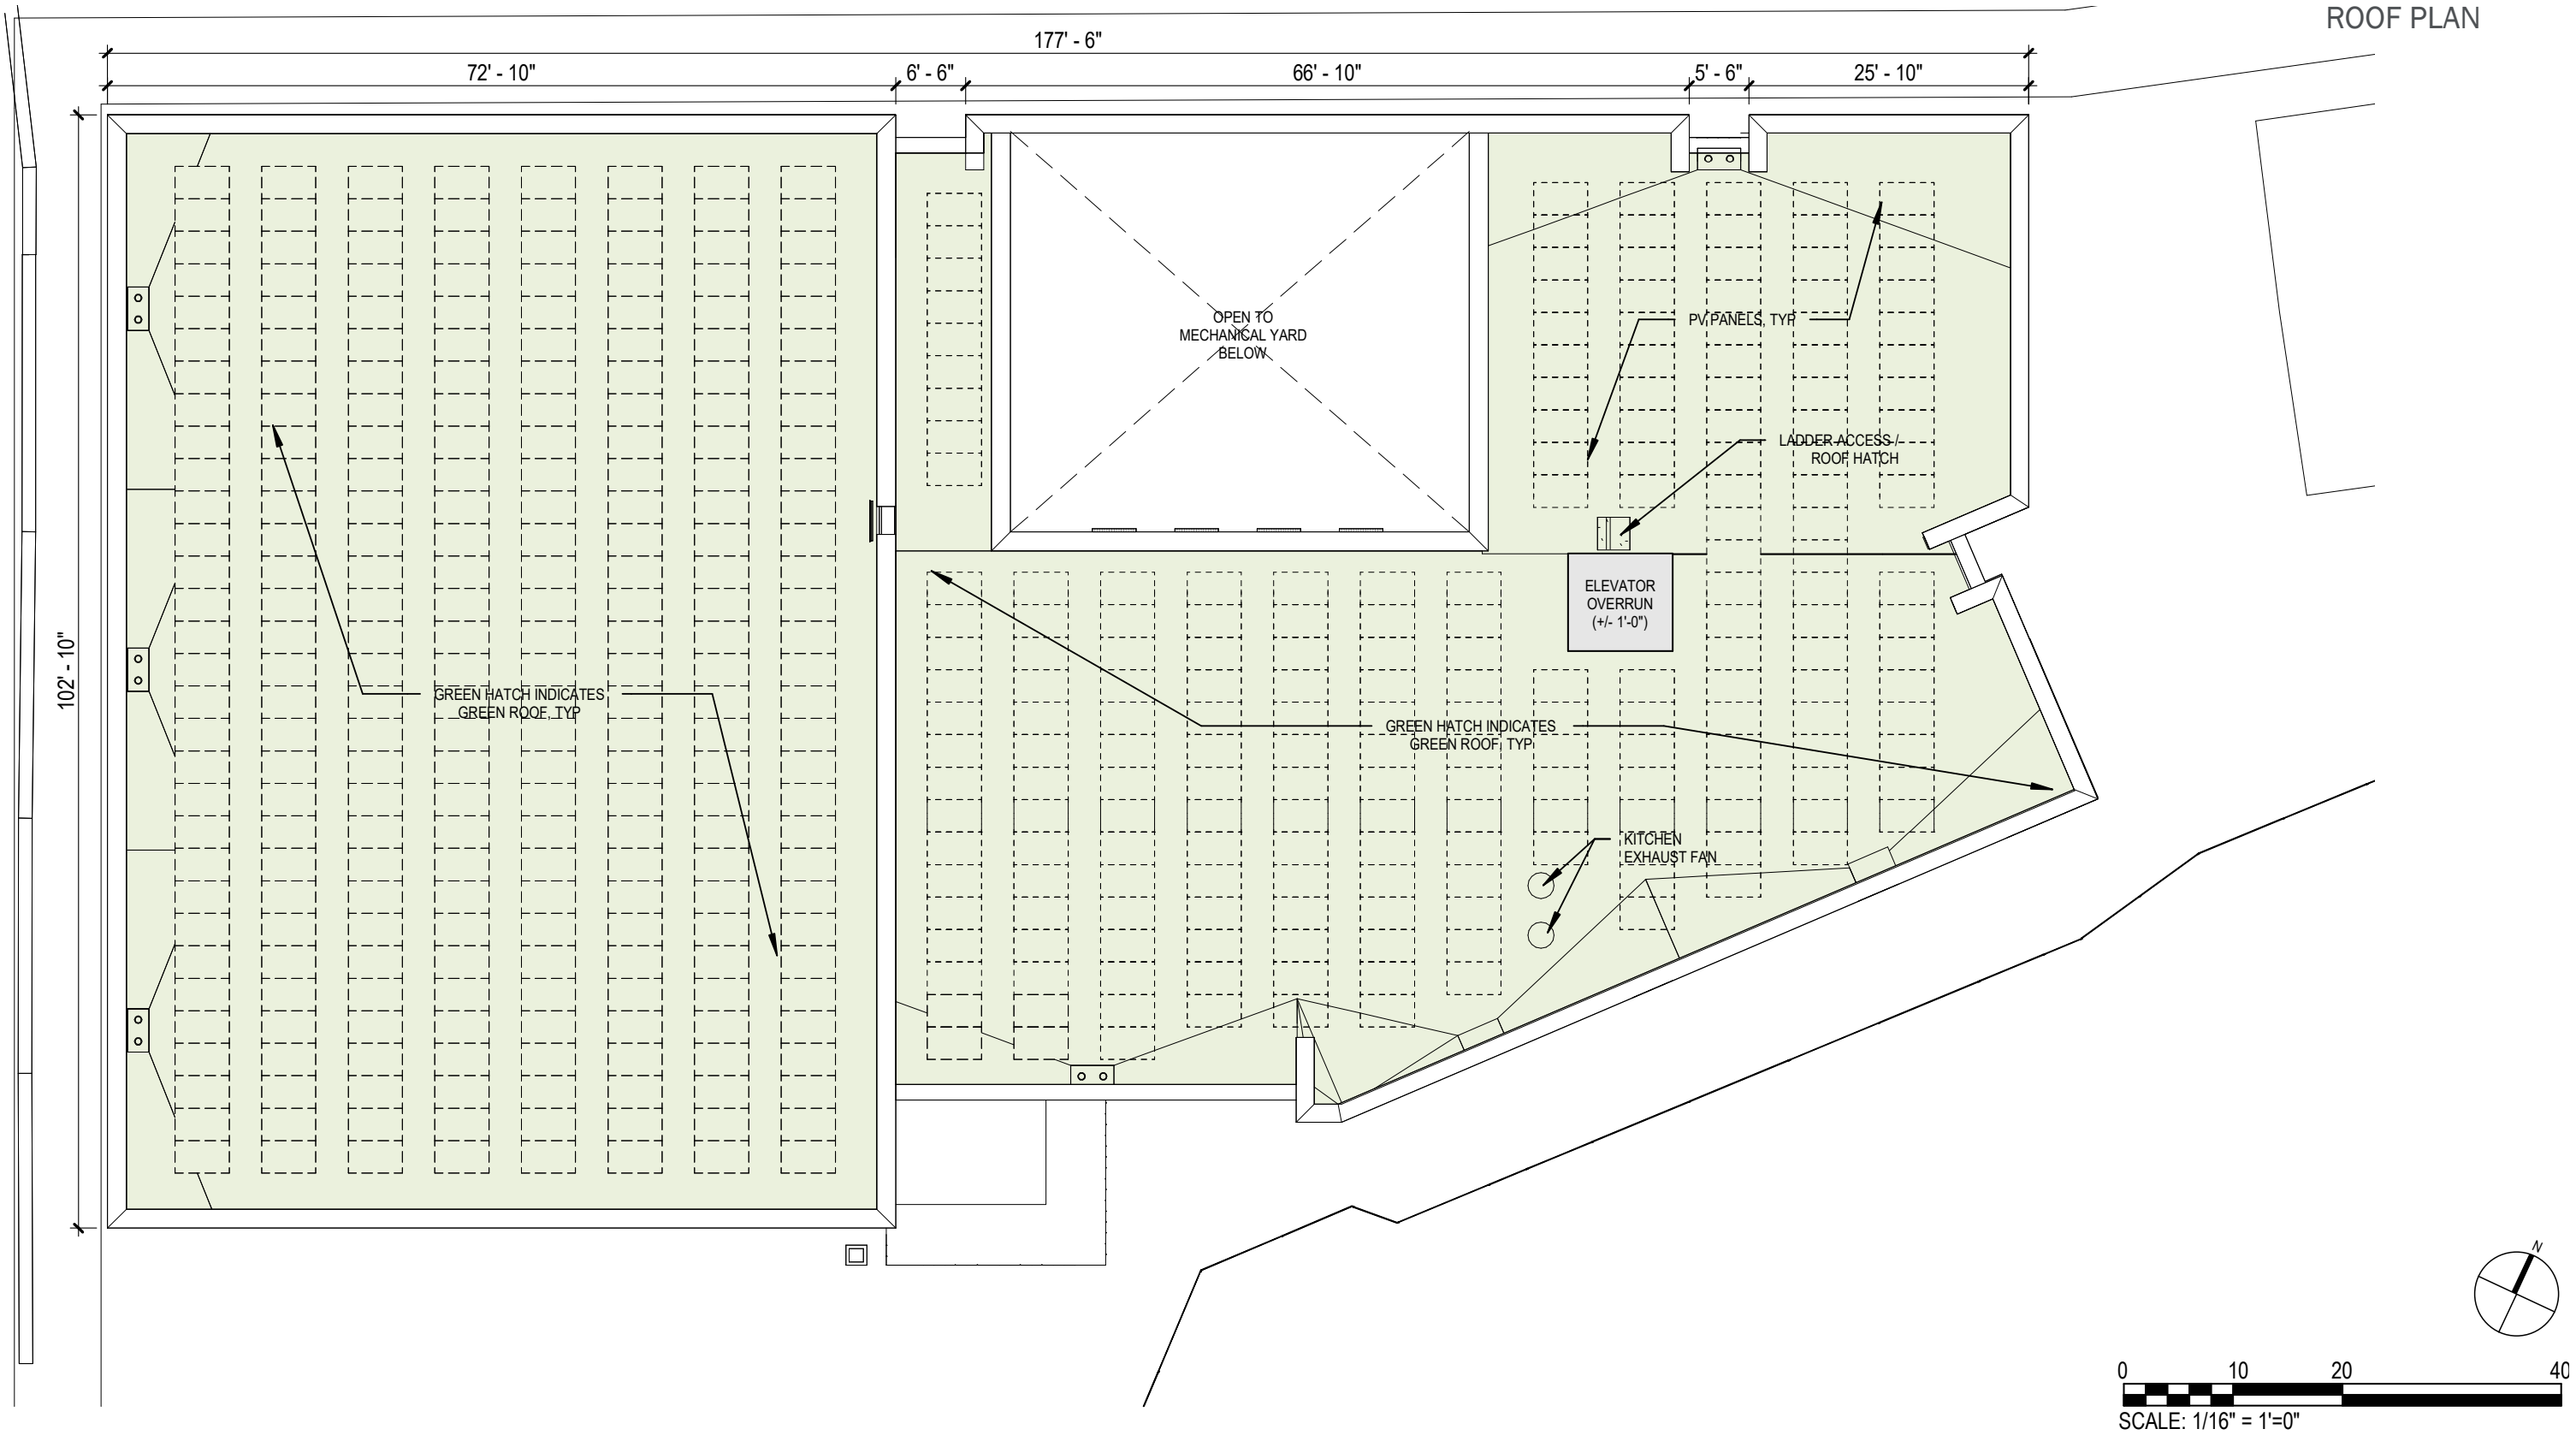 ROOF PLAN
177' - 6"
72' - 10"
6' - 6"
66' - 10"
5' - 6"
25' - 10"
102' - 10"
OPEN TO
MECHANICAL YARD
BELOW
PV PANELS, TYP
LADDER ACCESS /
ROOF HATCH
ELEVATOR
OVERRUN
(+/- 1'-0")
GREEN HATCH INDICATES
GREEN ROOF, TYP
GREEN HATCH INDICATES
GREEN ROOF, TYP
KITCHEN
EXHAUST FAN
N
0 10 20 40
SCALE: 1/16" = 1'=0"